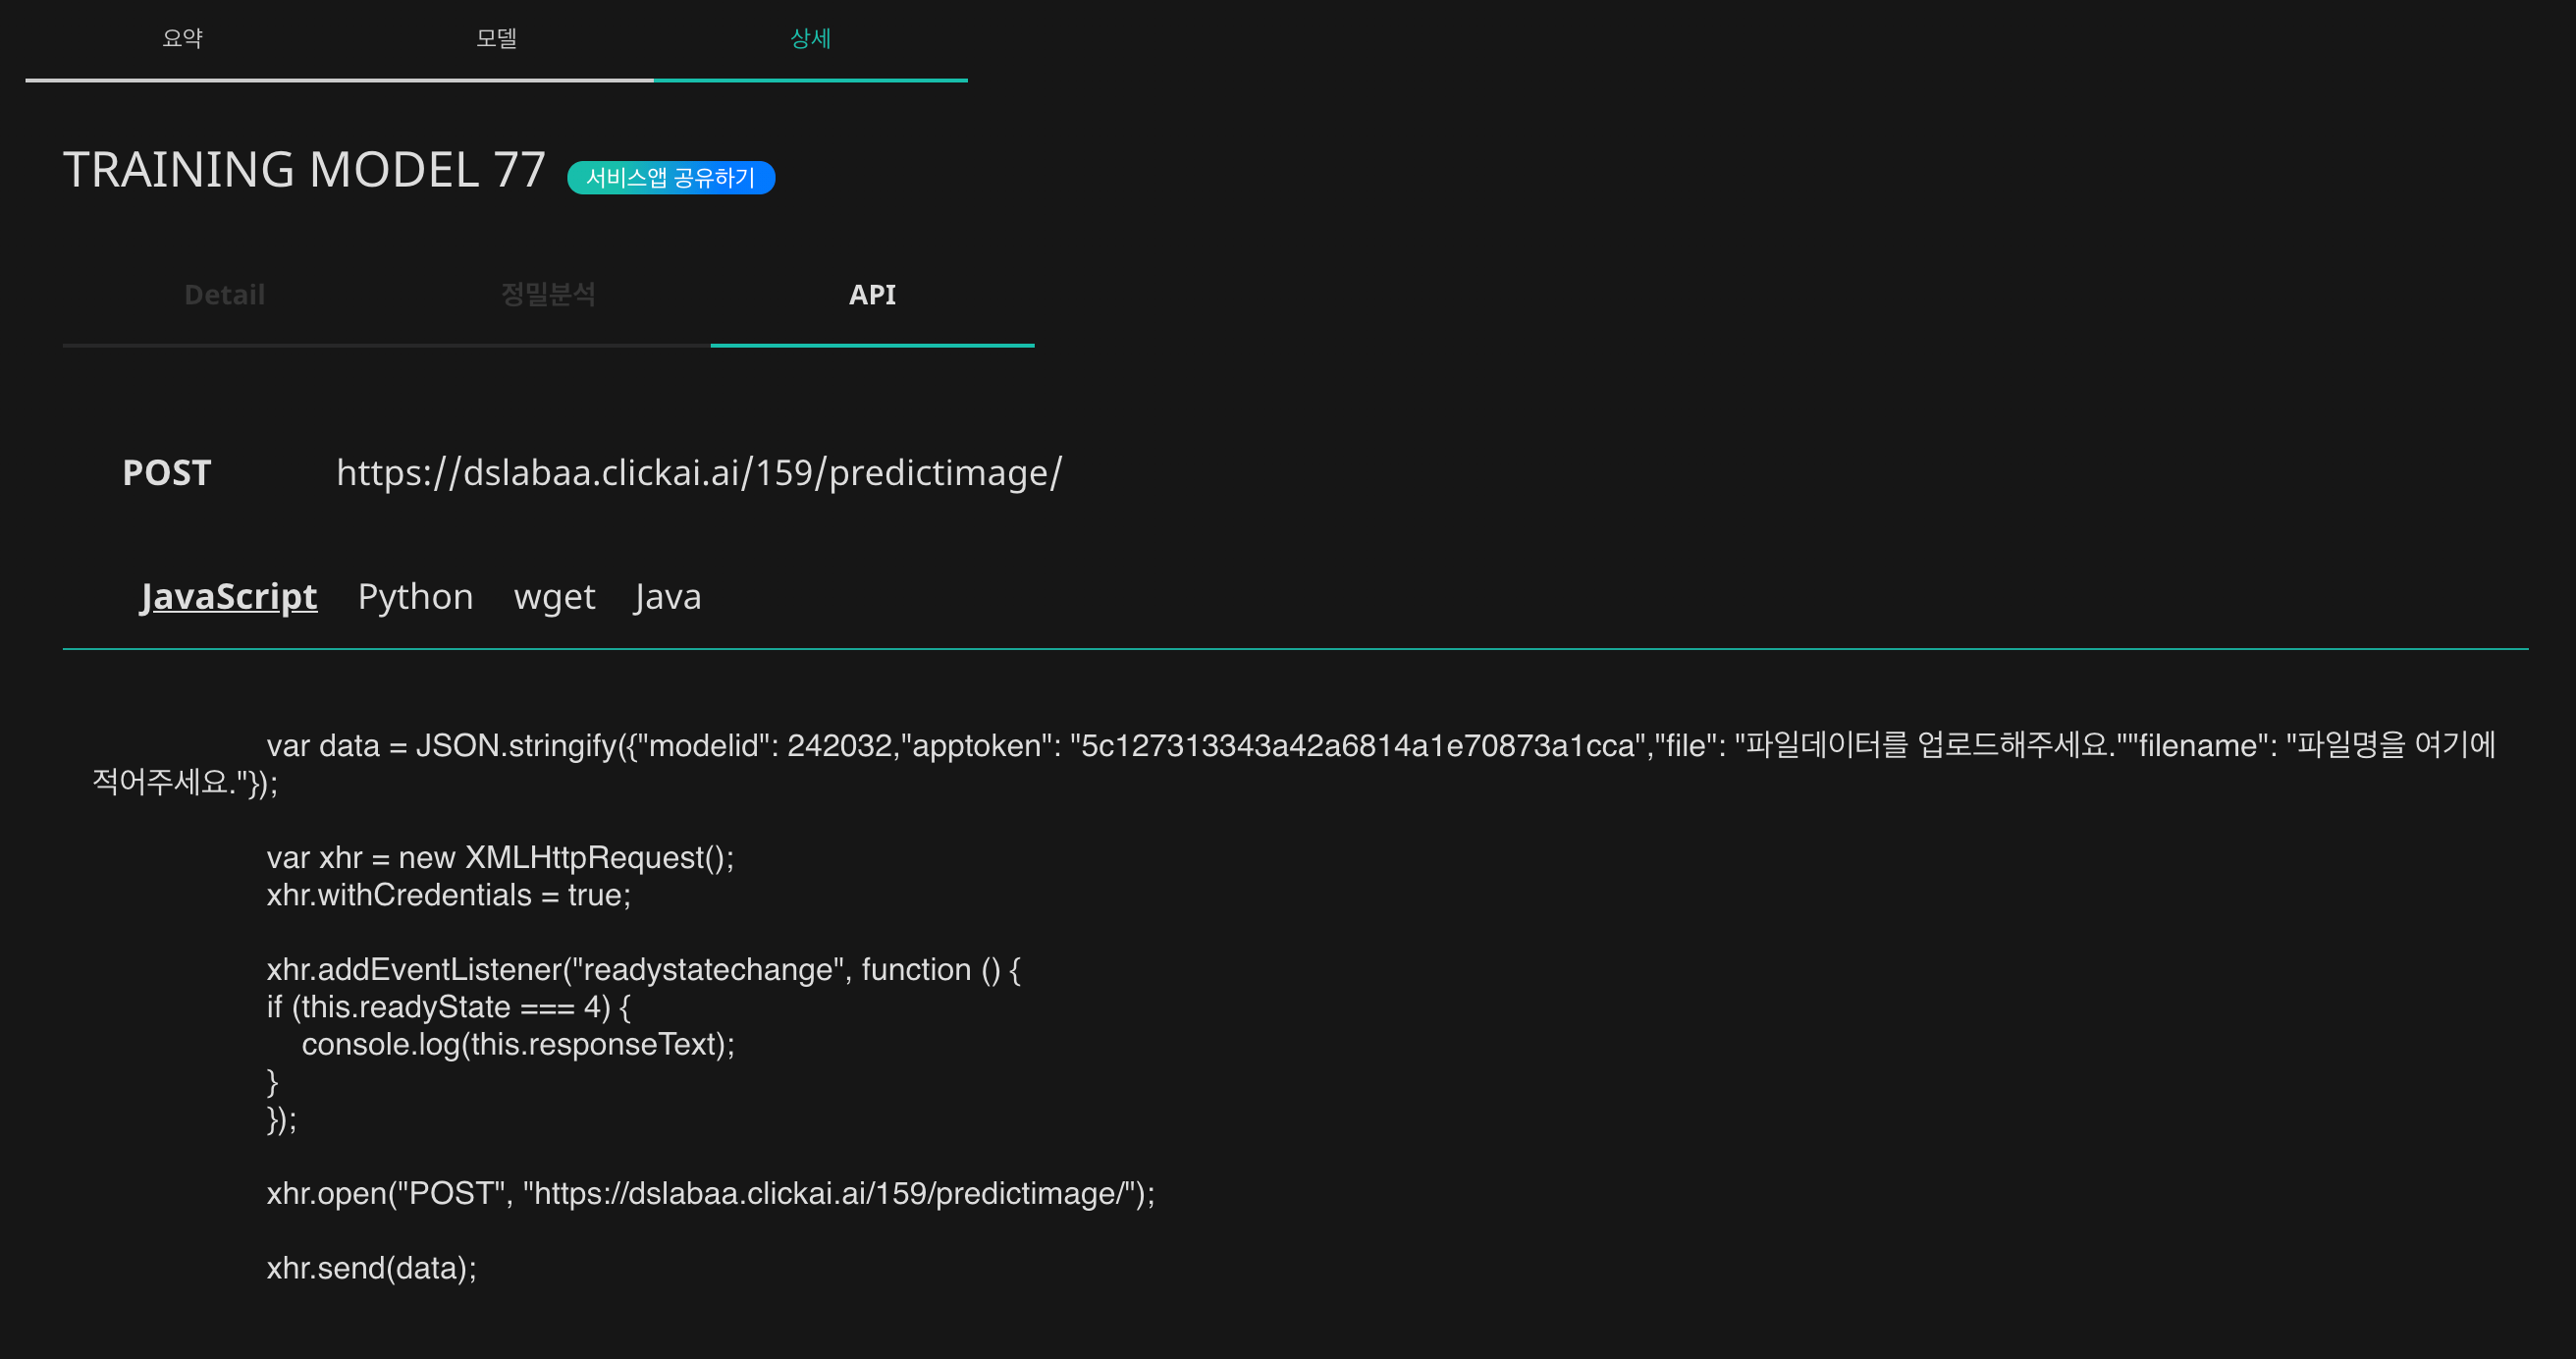 요약 모델 상세
TRAINING MODEL 77 서비스앱 공유하기
Detail 정밀분석 API
POST https://dslabaa.clickai.ai/159/predictimage/
JavaScript Python wget Java
var data = JSON.stringify({"modelid": 242032,"apptoken": "5c127313343a42a6814a1e70873a1cca","file": "파일데이터를 업로드해주세요.""filename": "파일명을 여기에
적어주세요."});
var xhr = new XMLHttpRequest();
xhr.withCredentials = true;
xhr.addEventListener("readystatechange", function () {
if (this.readyState === 4) {
console.log(this.responseText);
}
});
xhr.open("POST", "https://dslabaa.clickai.ai/159/predictimage/");
xhr.send(data);